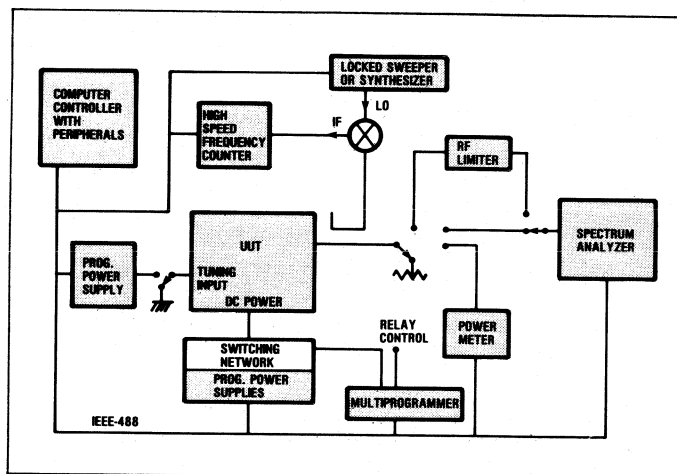 LOCKED SWEEPER
OR SYNTHESIZER
COMPUTER
CONTROLLER
WITH
PERIPHERALS
LO
IF
HIGH
SPEED
FREQUENCY
COUNTER
RF
LIMITER
UUT
SPECTRUM
ANALYZER
PROG.
POWER
SUPPLY
TUNING
INPUT
DC POWER
POWER
METER
RELAY
CONTROL
SWITCHING
NETWORK
PROG. POWER
SUPPLIES
MULTIPROGRAMMER
IEEE-488